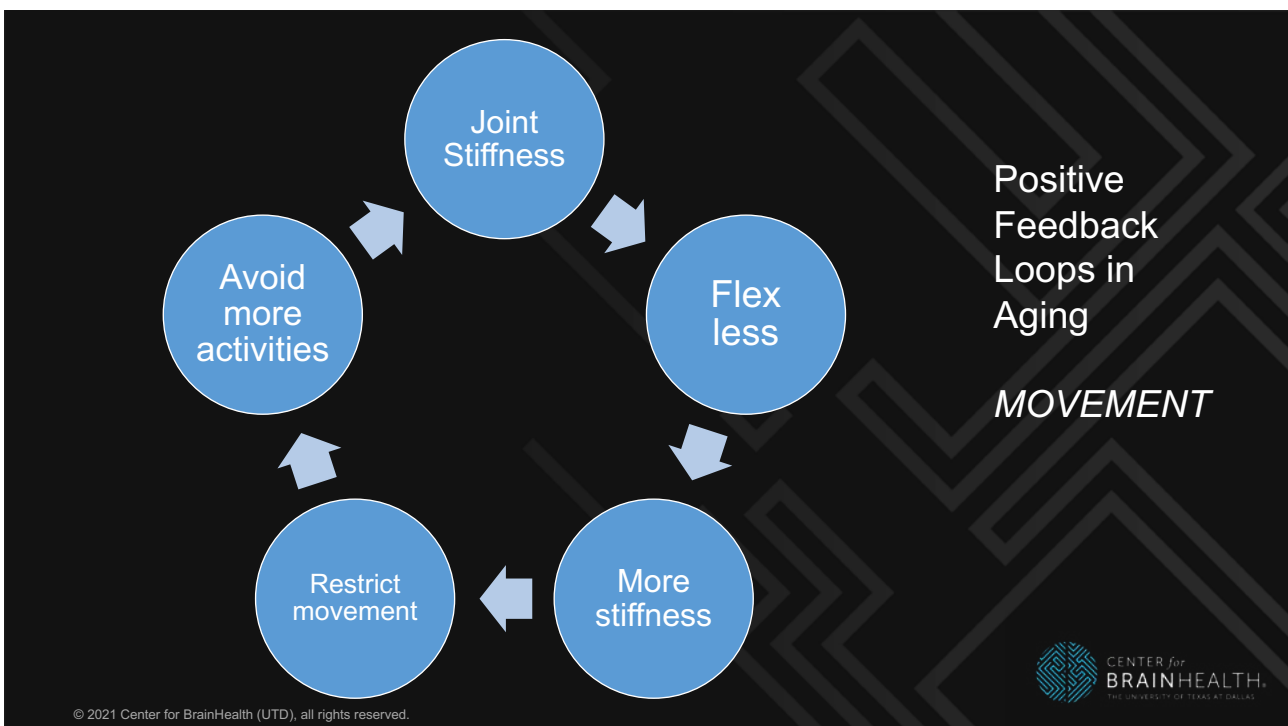 Joint
Stiffness
Flex
less
More
stiffness
Restrict
movement
Avoid
more
activities
Positive
Feedback
Loops in
Aging
MOVEMENT
CENTER for
BRAINHEALTH®
THE UNIVERSITY OF TEXAS AT DALLAS
© 2021 Center for BrainHealth (UTD), all rights reserved.